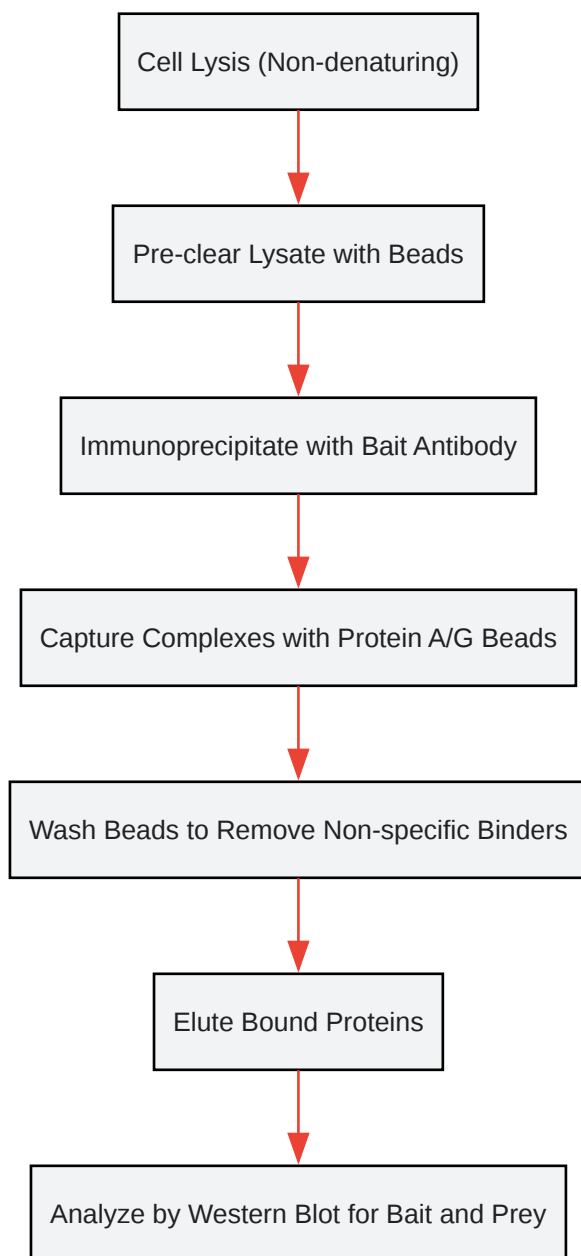 Cell Lysis (Non-denaturing)
Pre-clear Lysate with Beads
Immunoprecipitate with Bait Antibody
Capture Complexes with Protein A/G Beads
Wash Beads to Remove Non-specific Binders
Elute Bound Proteins
Analyze by Western Blot for Bait and Prey